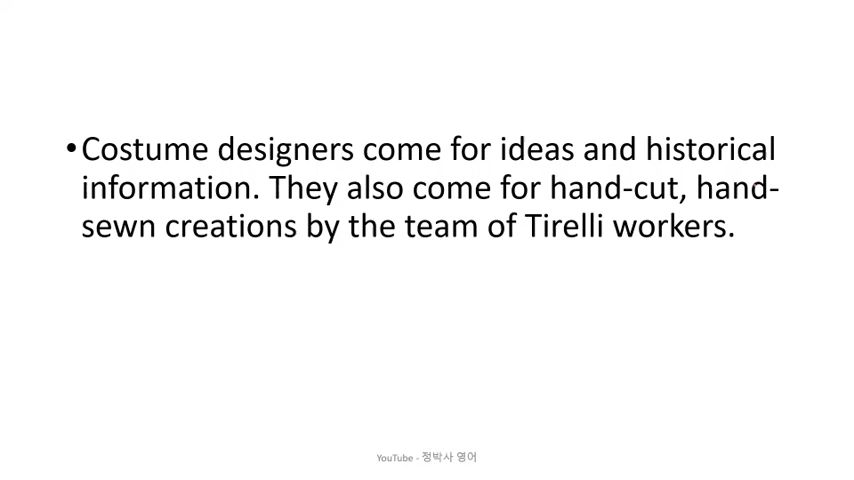 •Costume designers come for ideas and historical
information. They also come for hand-cut, hand-
sewn creations by the team of Tirelli workers.
YouTube - 정박사 영어